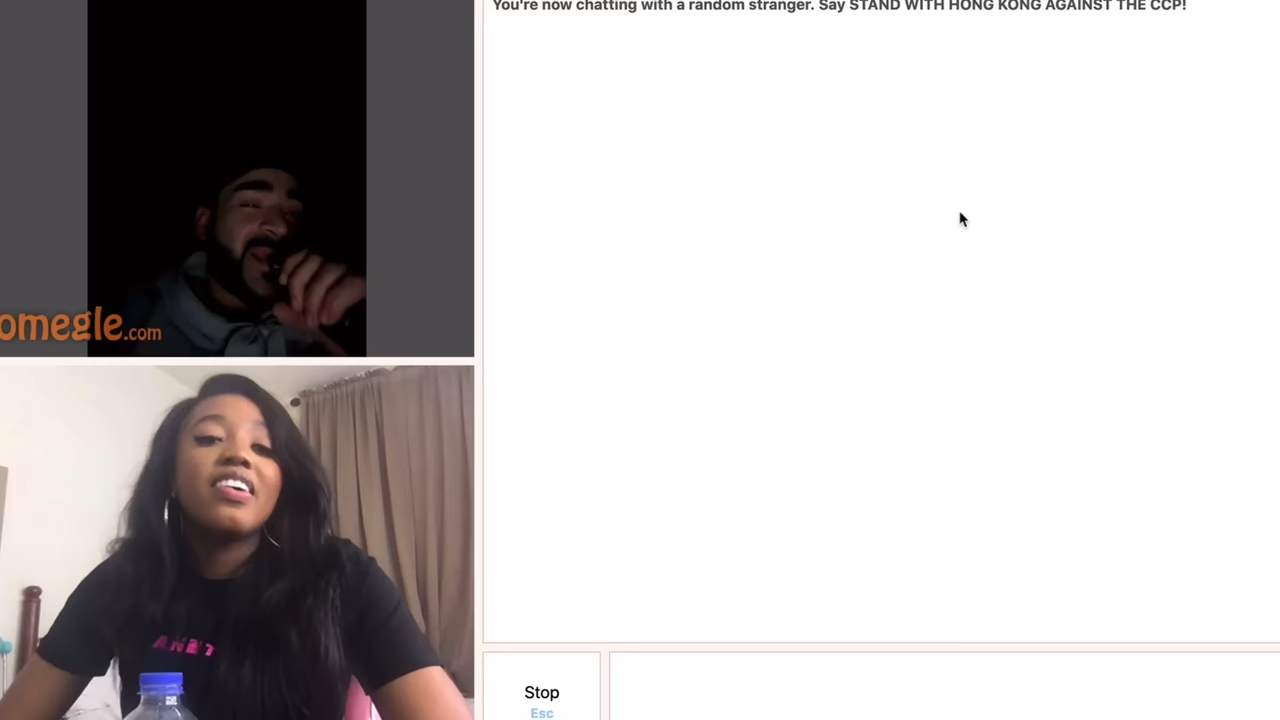 You're now chatting with a random stranger. Say STAND WITH HONG KONG AGAINST THE CCP!
omegle.com
Stop
Esc